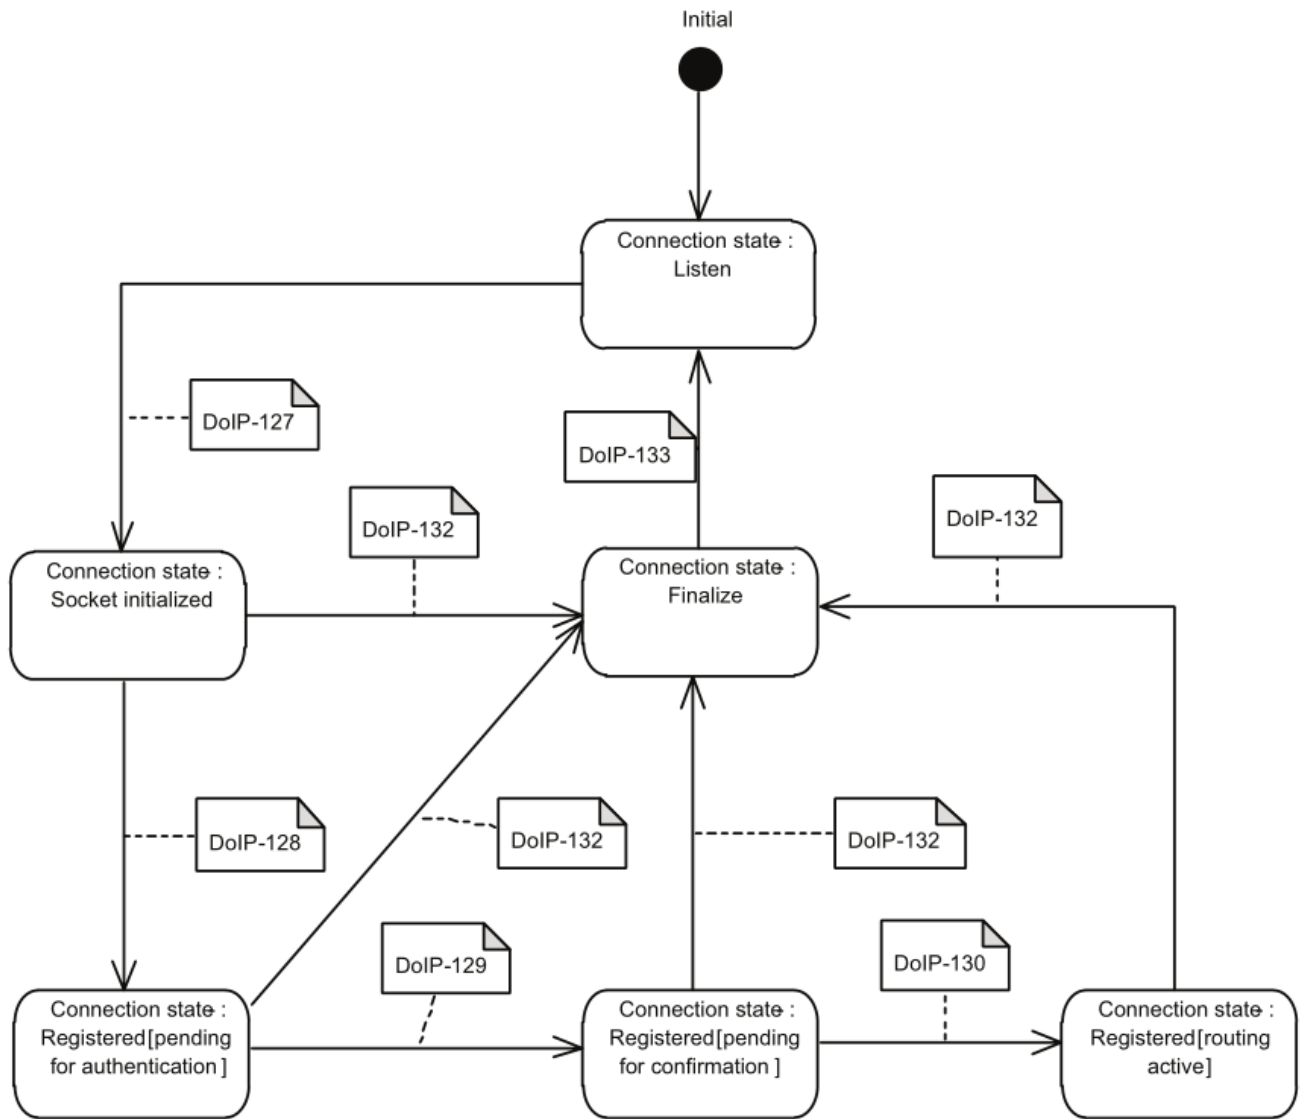 Initial
Connection state :
Listen
DoIP-127
DoIP-133
DoIP-132
DoIP-132
Connection state :
Socket initialized
Connection state :
Finalize
DoIP-128
DoIP-132
DoIP-132
DoIP-129
DoIP-130
Connection state :
Registered[pending
for authentication ]
Connection state :
Registered[pending
for confirmation ]
Connection state :
Registered[routing
active]